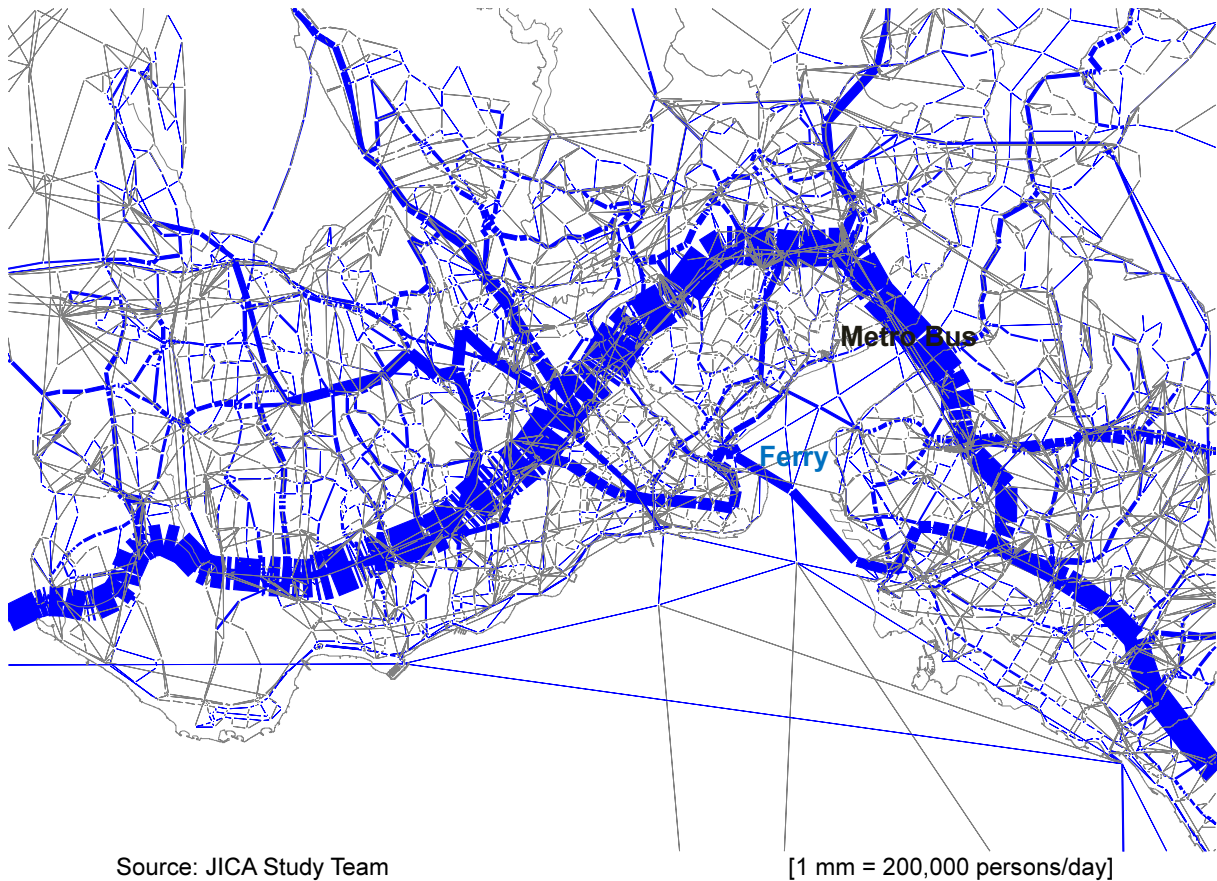 Metro Bus
Ferry
Source: JICA Study Team
[1 mm = 200,000 persons/day]